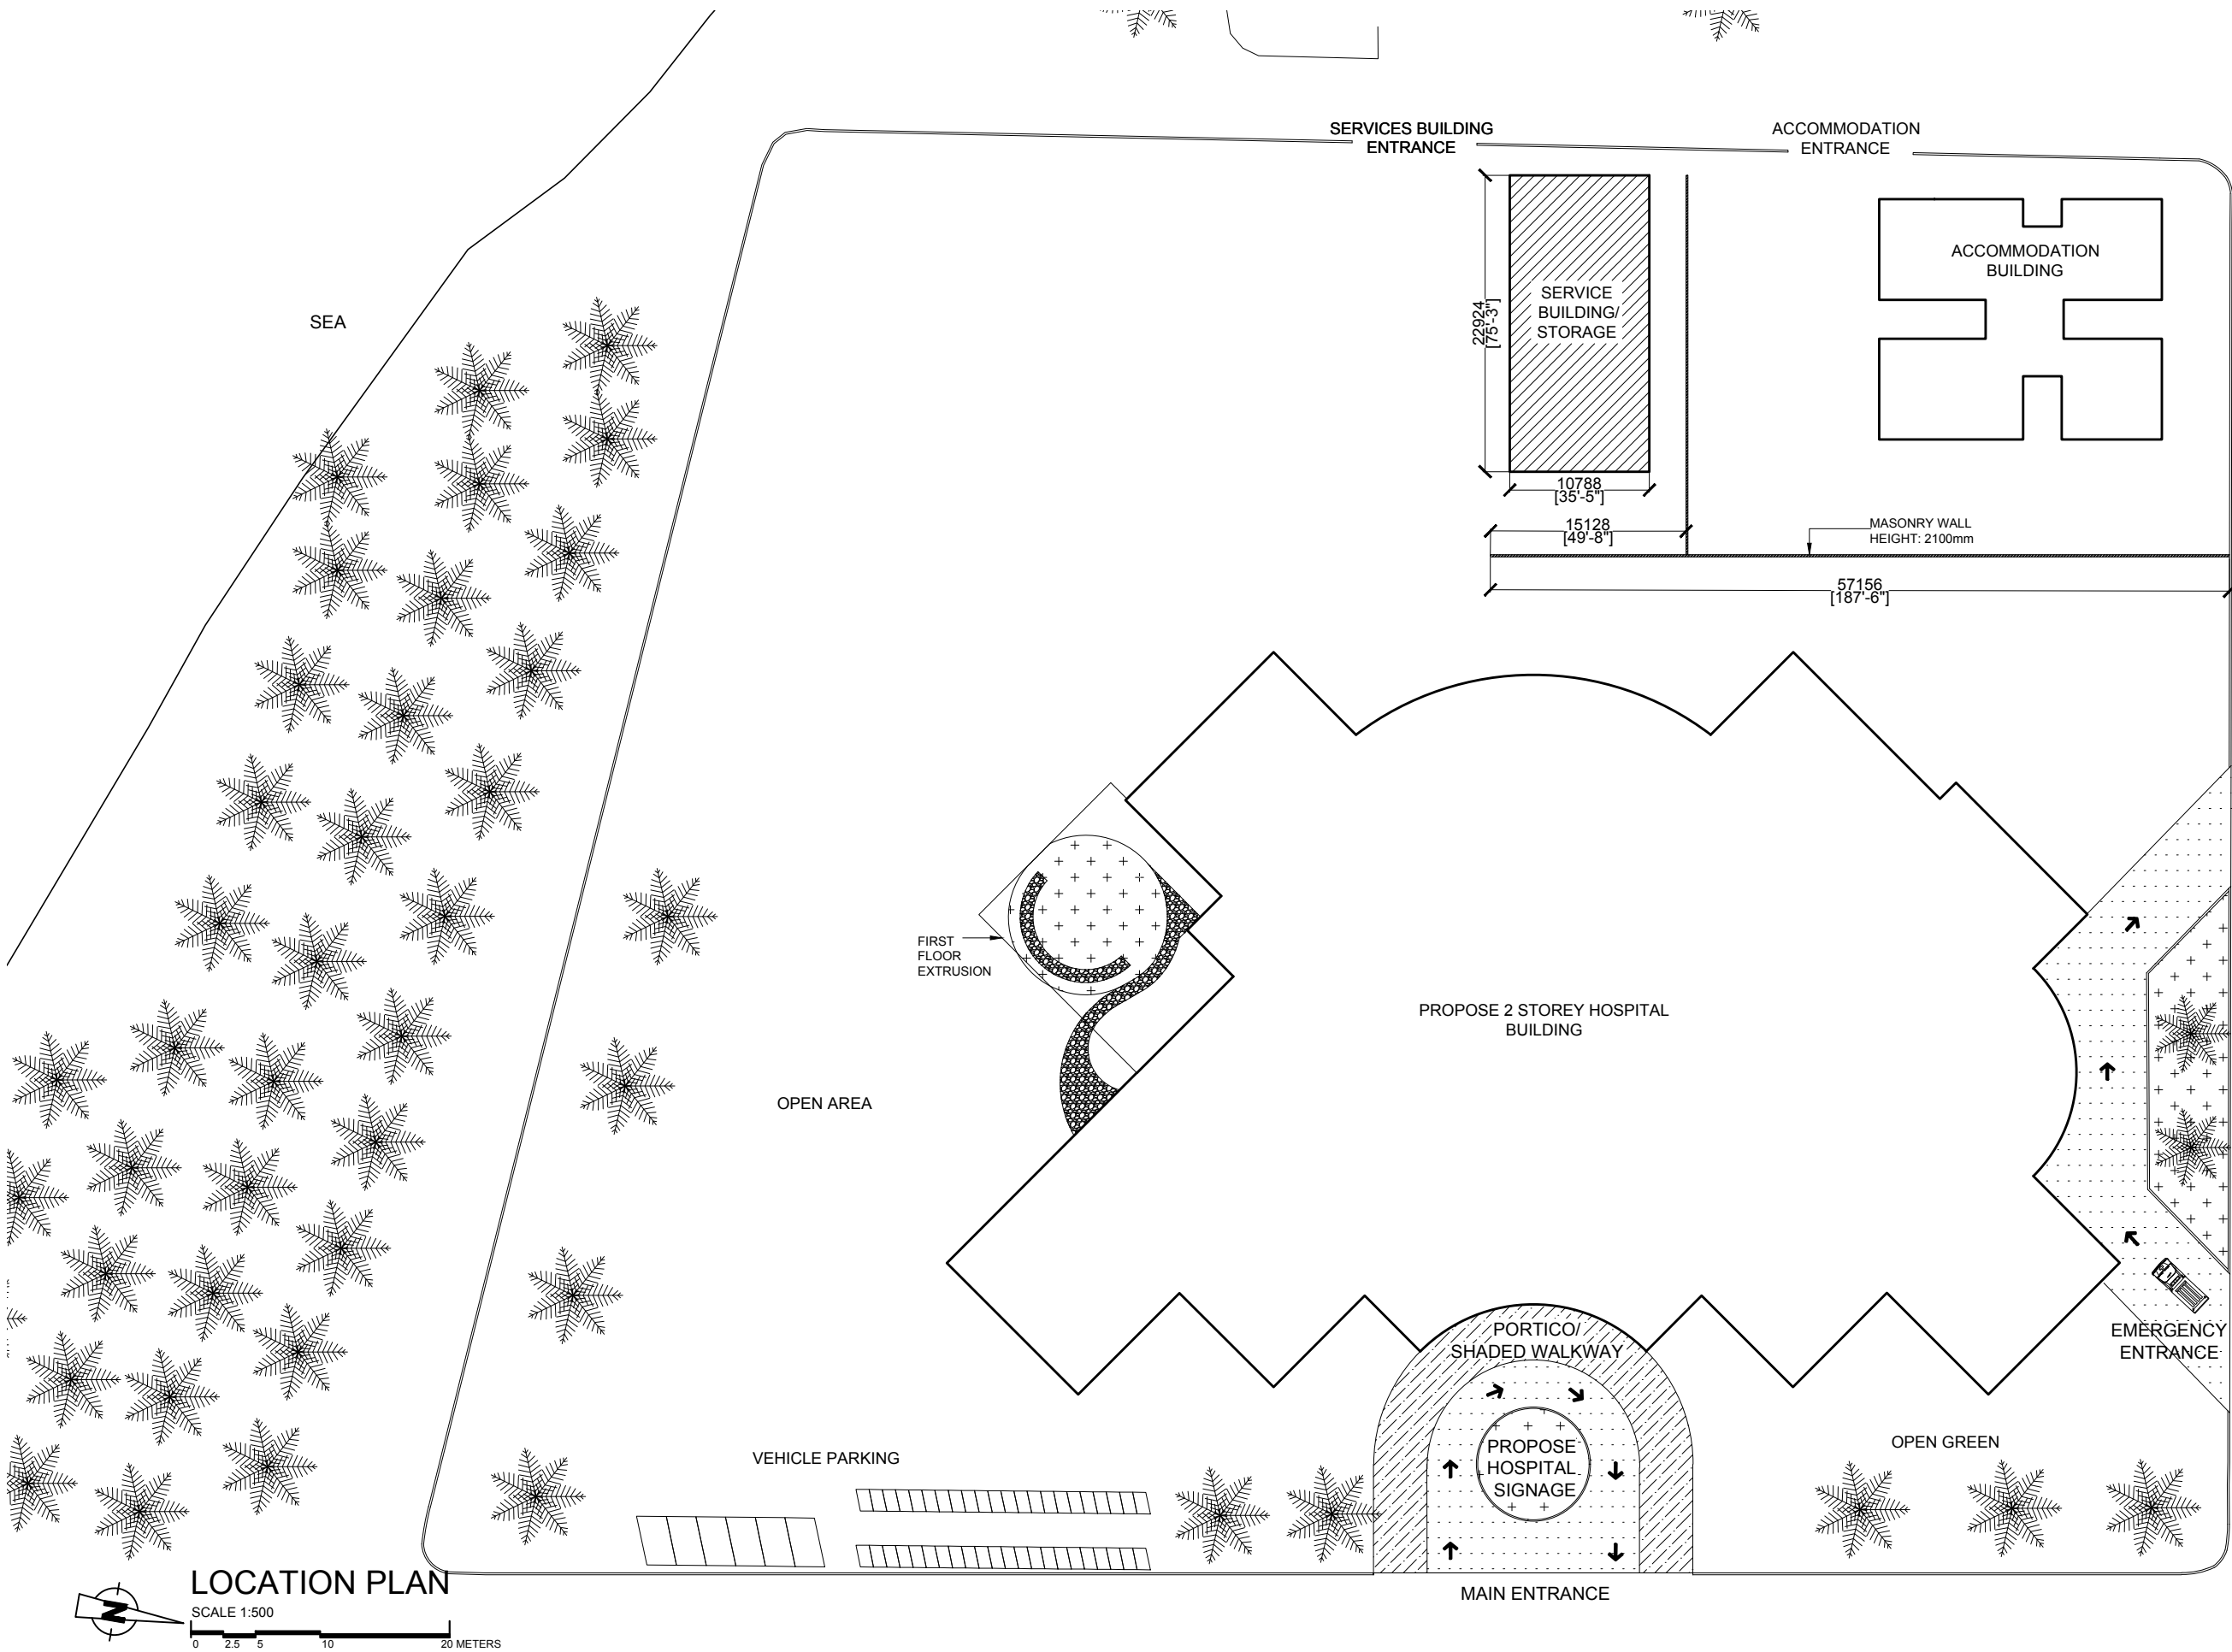 SERVICES BUILDING
ENTRANCE
ACCOMMODATION
ENTRANCE
ACCOMMODATION
BUILDING
SEA
SERVICE
BUILDING/
STORAGE
22924
[75'-3"]
10788
[35'-5"]
15128
[49'-8"]
MASONRY WALL
HEIGHT: 2100mm
57156
[187'-6"]
FIRST
FLOOR
EXTRUSION
PROPOSE 2 STOREY HOSPITAL
BUILDING
OPEN AREA
PORTICO/
SHADED WALKWAY
EMERGENCY
ENTRANCE
VEHICLE PARKING
PROPOSE
HOSPITAL
SIGNAGE
OPEN GREEN
MAIN ENTRANCE
N
LOCATION PLAN
SCALE 1:500
0 2.5 5 10 20 METERS